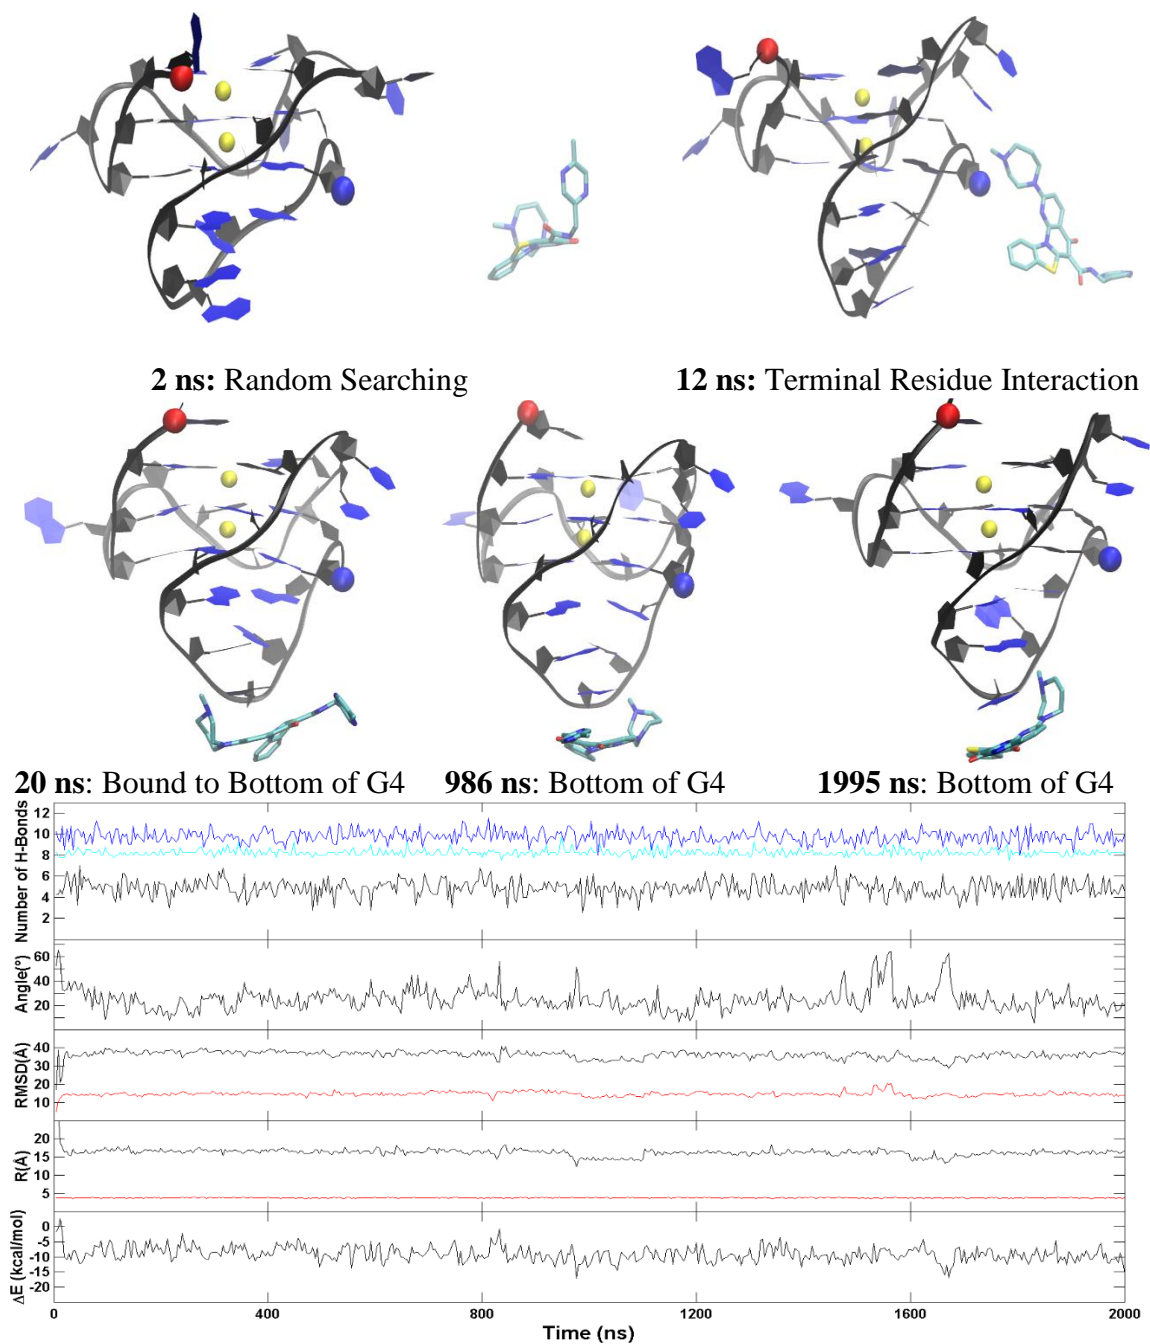 2 ns: Random Searching
12 ns: Terminal Residue Interaction
20 ns: Bound to Bottom of G4
986 ns: Bottom of G4
1995 ns: Bottom of G4
Number of H-Bonds
12
10
8
6
4
2
Angle(°)
60
40
20
RMSD(Å)
40
30
20
10
R(Å)
20
15
10
5
ΔE (kcal/mol)
0
-5
-10
-15
-20
0
400
800
1200
1600
2000
Time (ns)